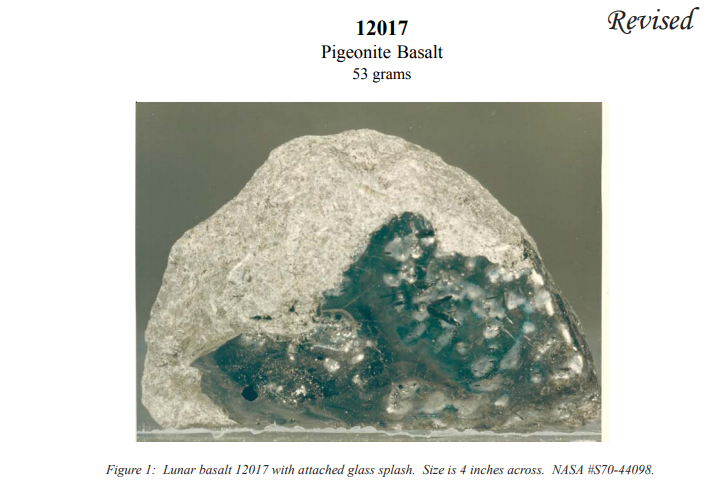 Revised
12017
Pigeonite Basalt
53 grams
Figure 1: Lunar basalt 12017 with attached glass splash. Size is 4 inches across. NASA #S70-44098.